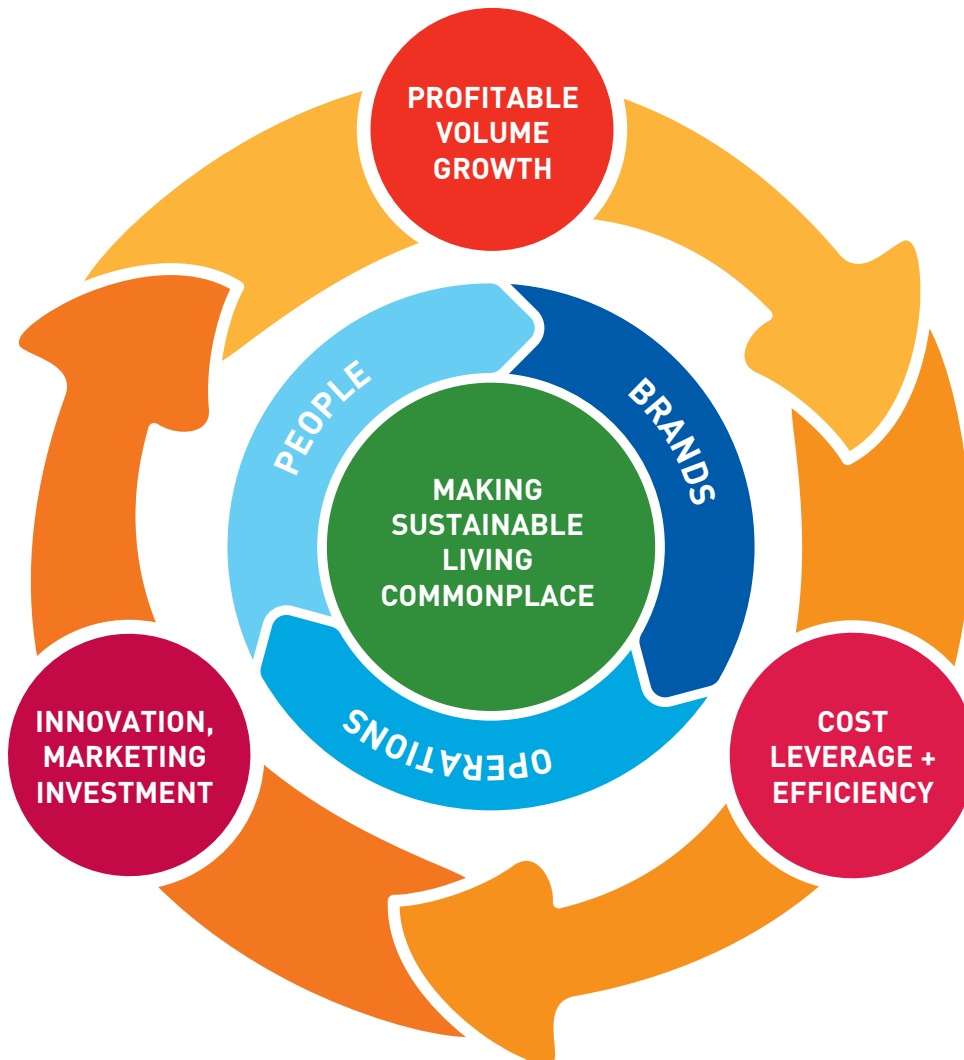 PROFITABLE
VOLUME
GROWTH
PEOPLE
BRANDS
MAKING
SUSTAINABLE
LIVING
COMMONPLACE
OPERATIONS
INNOVATION,
MARKETING
INVESTMENT
COST
LEVERAGE +
EFFICIENCY